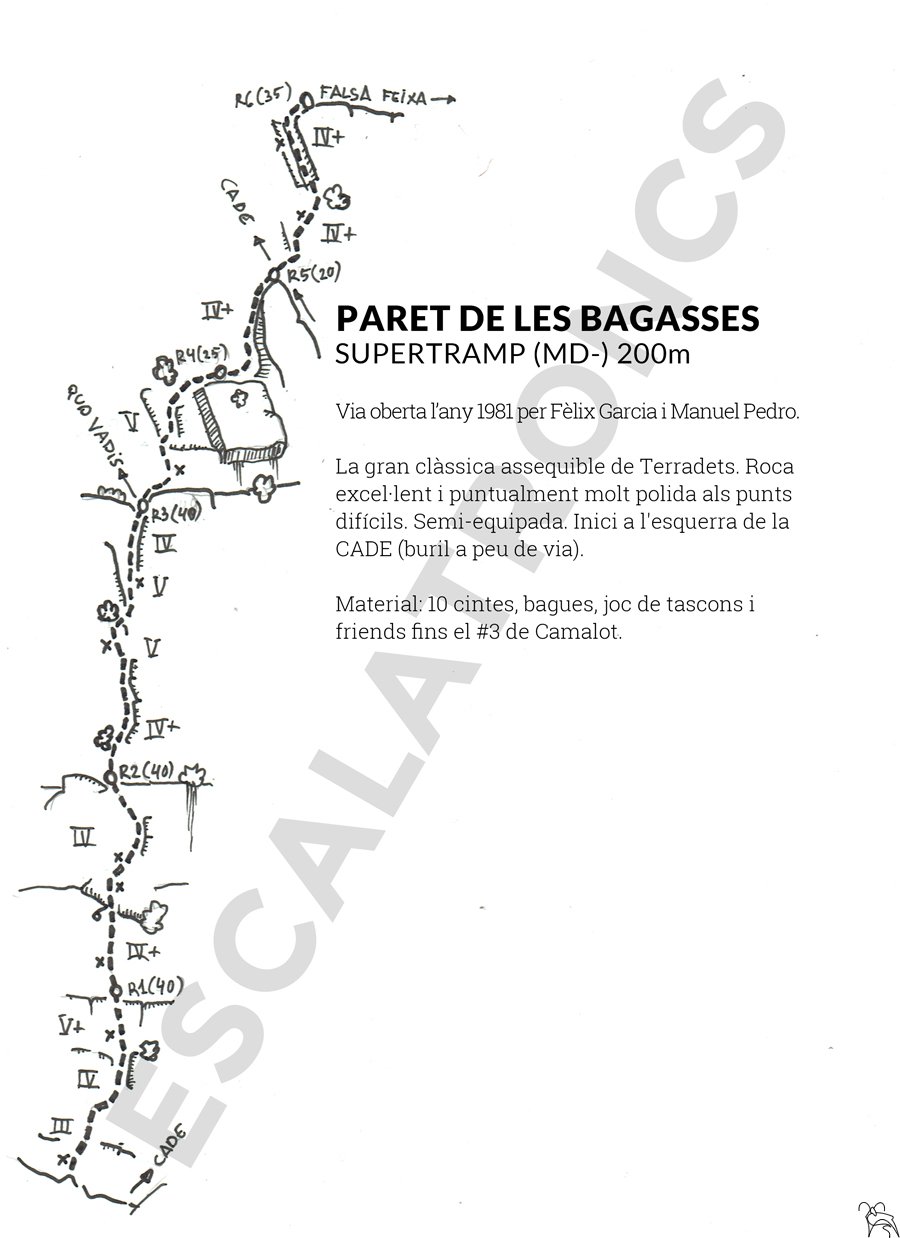 R6(35)
FALSA FEIXA
IV+
CADE
IV+
R5(20)
IV+
PARET DE LES BAGASSES
SUPERTRAMP (MD-) 200m
R4(25)
QUO VADIS
V
Via oberta l'any 1981 per Fèlix Garcia i Manuel Pedro.
La gran clàssica assequible de Terradets. Roca
excel·lent i puntualment molt polida als punts
difícils. Semi-equipada. Inici a l'esquerra de la
CADE (buril a peu de via).
R3(40)
IV
V
Material: 10 cintes, bagues, joc de tascons i
friends fins el #3 de Camalot.
V
IV+
R2(40)
IV
IV+
R1(40)
V+
IV
III
CADE
ESCALATRONCS